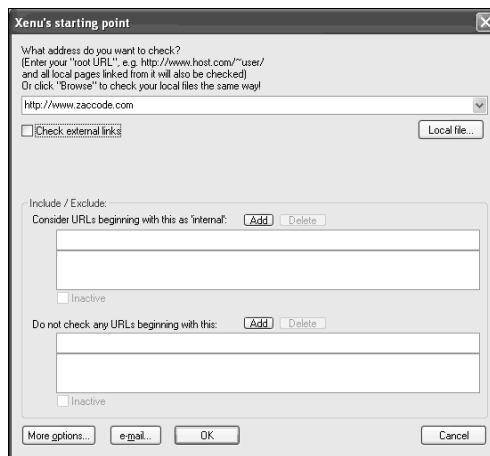 Xenu's starting point
What address do you want to check?
(Enter your "root URL", e.g. http://www.host.com/~user/
and all local pages linked from it will also be checked)
Or click "Browse" to check your local files the same way!
http://www.zaccode.com
Check external links
Local file...
Include / Exclude:
Consider URLs beginning with this as 'internal': Add Delete
Inactive
Do not check any URLs beginning with this: Add Delete
Inactive
More options... e-mail... OK Cancel